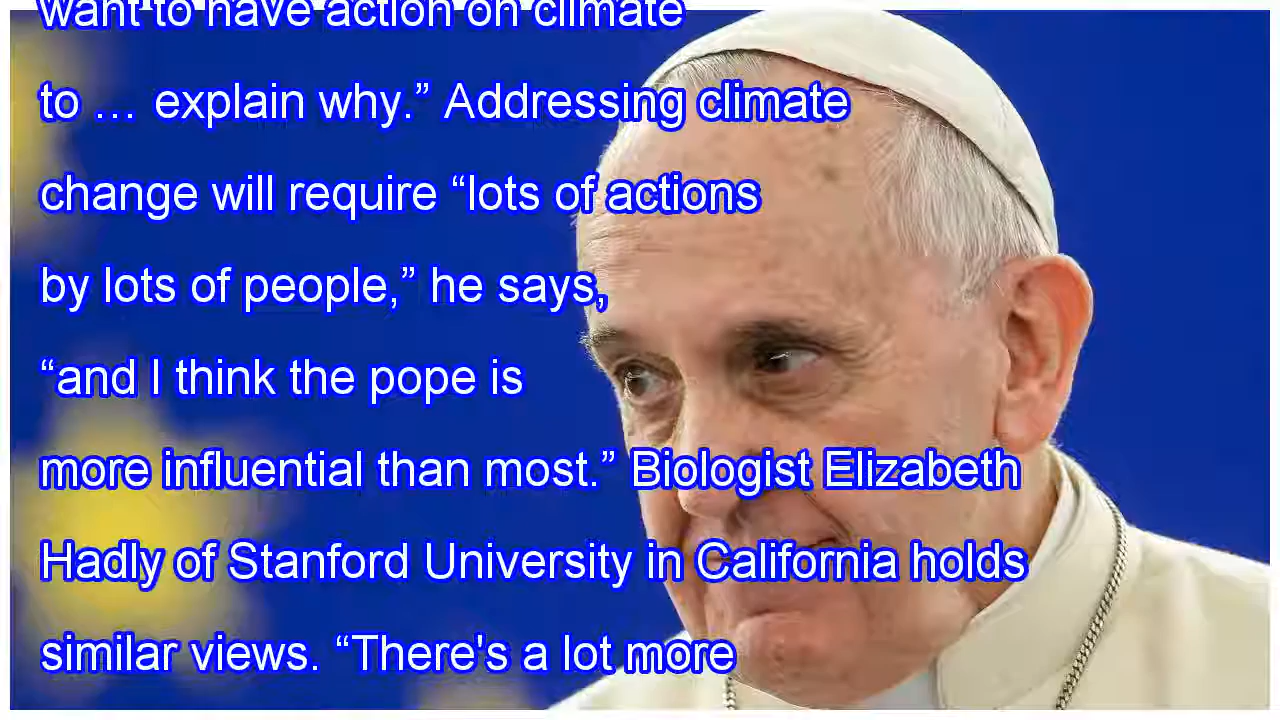 want to have action on climate
to … explain why.” Addressing climate
change will require “lots of actions
by lots of people,” he says,
“and I think the pope is
more influential than most.” Biologist Elizabeth
Hadly of Stanford University in California holds
similar views. “There's a lot more